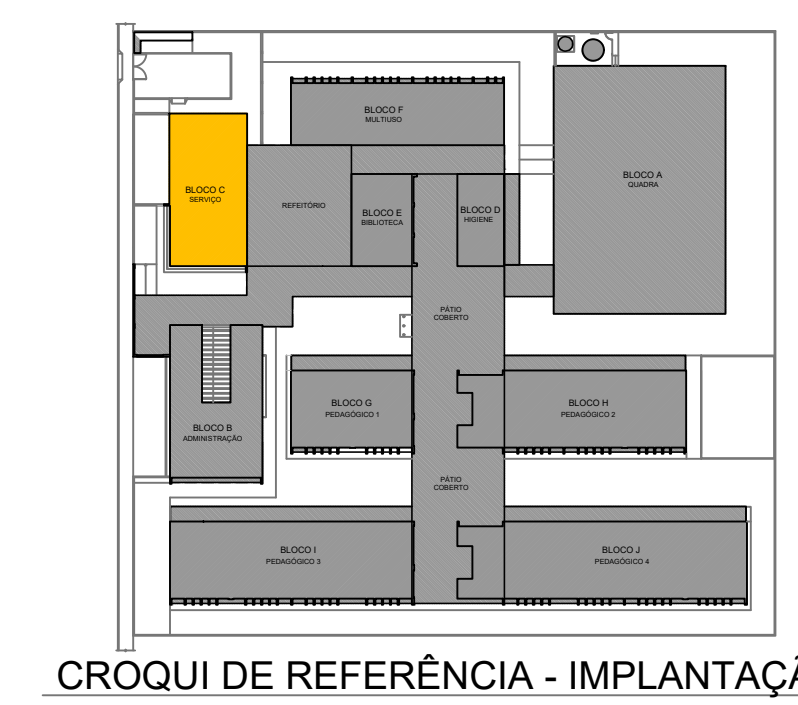 BLOCO F
MULTIUSO
BLOCO A
QUADRA
BLOCO C
SERVIÇO
REFEITÓRIO
BLOCO E
BIBLIOTECA
BLOCO D
HIGIENE
PÁTIO
COBERTO
BLOCO G
PEDAGÓGICO 1
BLOCO H
PEDAGÓGICO 2
BLOCO B
ADMINISTRAÇÃO
PÁTIO
COBERTO
BLOCO I
PEDAGÓGICO 3
BLOCO J
PEDAGÓGICO 4
CROQUI DE REFERÊNCIA - IMPLANTAÇÃ